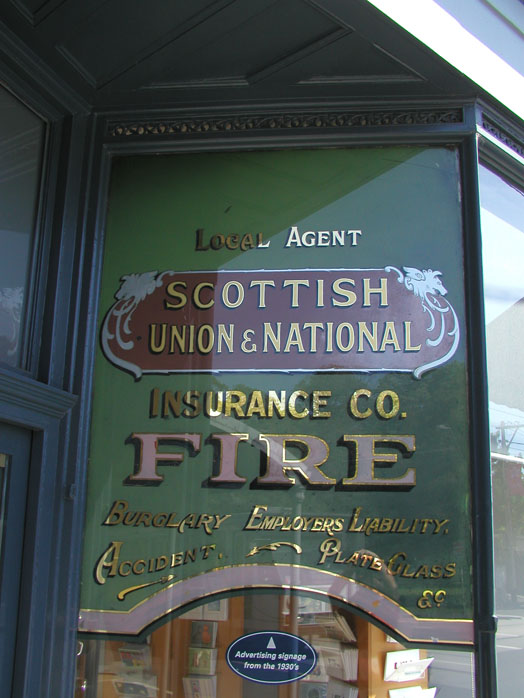 LOCAL AGENT
SCOTTISH
UNION & NATIONAL
INSURANCE CO.
FIRE
BURGLARY EMPLOYERS LIABILITY,
ACCIDENT. PLATE GLASS
&C
Advertising signage
from the 1930's